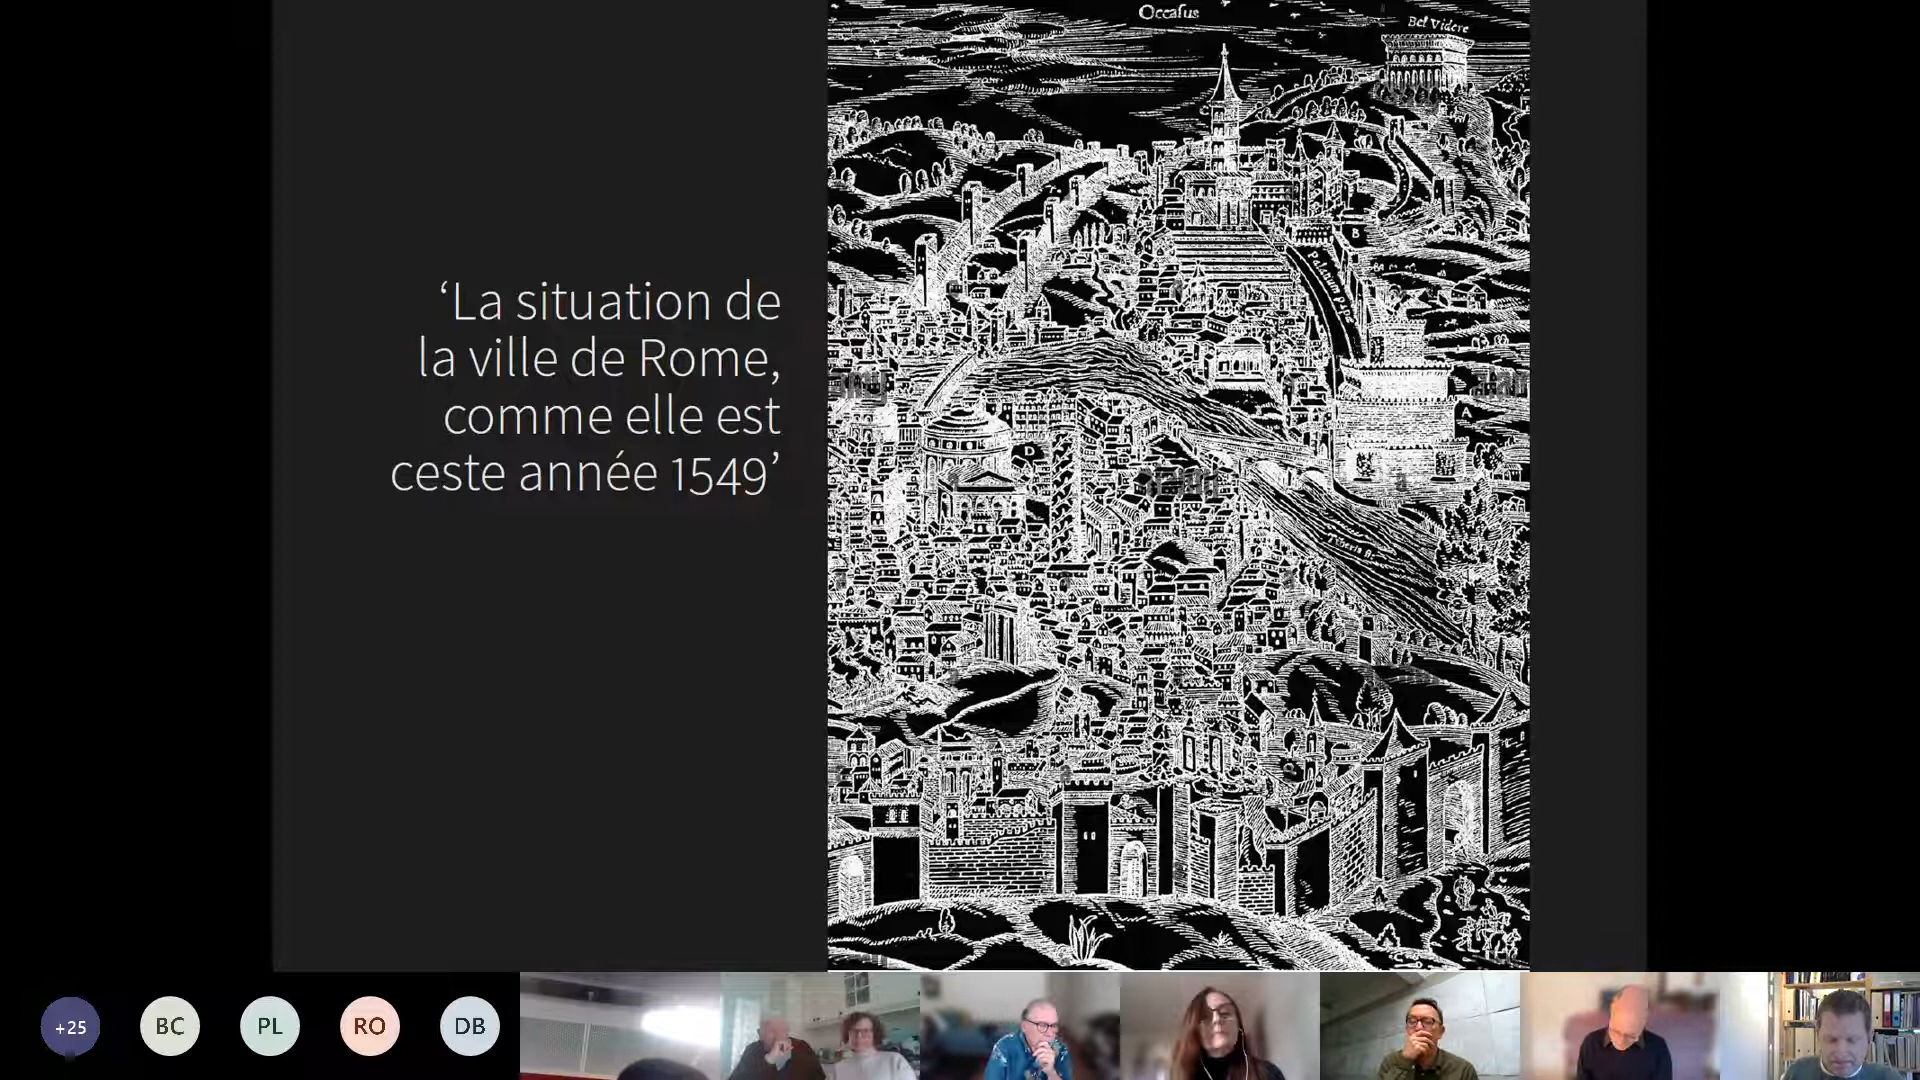 Occasus
Bel Videre
‘La situation de
la ville de Rome,
comme elle est
ceste année 1549’
B
A
D
C
+25
BC
PL
RO
DB